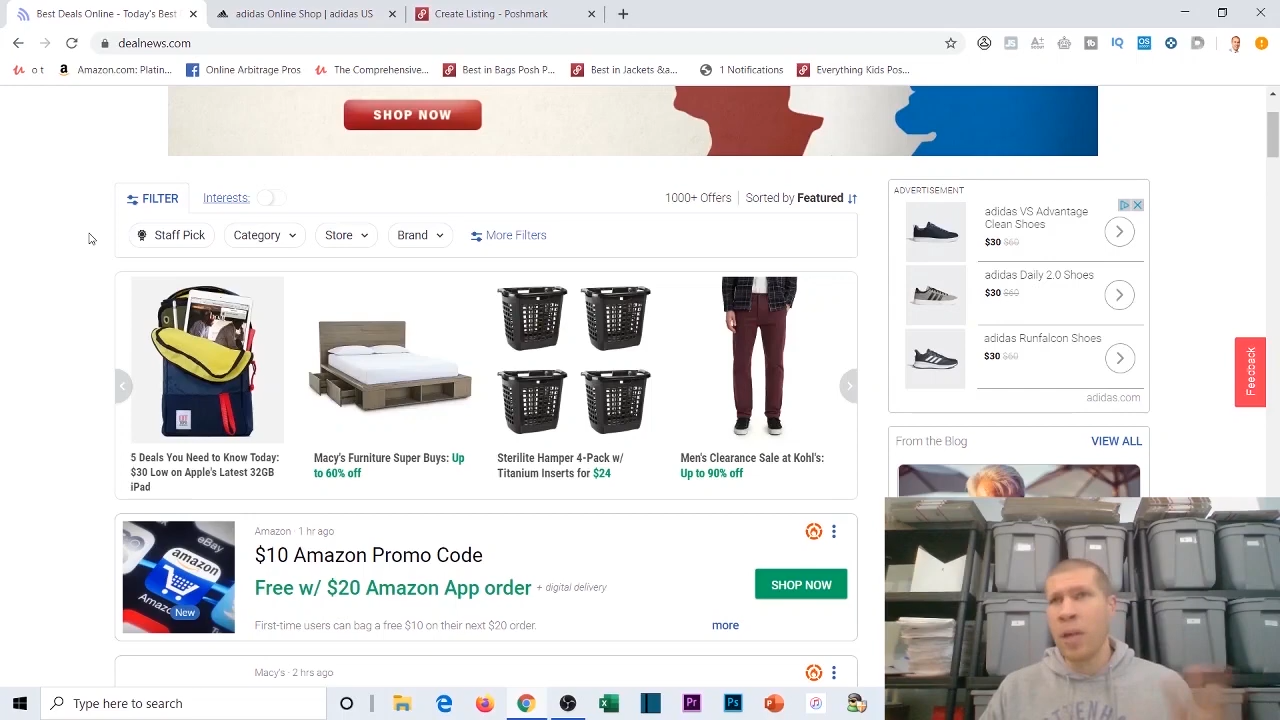 Best Deals Online - Today's Best
adidas Online Shop | adidas US
Create Listing - Poshmark
dealnews.com
o t
Amazon.com: Platin...
Online Arbitrage Pros
The Comprehensive...
Best in Bags Posh P...
Best in Jackets &a...
1 Notifications
Everything Kids Pos...
SHOP NOW
FILTER
Interests:
1000+ Offers
Sorted by Featured
Staff Pick
Category
Store
Brand
More Filters
ADVERTISEMENT
adidas VS Advantage
Clean Shoes
$30 $60
adidas Daily 2.0 Shoes
$30 $60
adidas Runfalcon Shoes
$30 $60
adidas.com
Feedback
5 Deals You Need to Know Today:
$30 Low on Apple's Latest 32GB
iPad
Macy's Furniture Super Buys: Up
to 60% off
Sterilite Hamper 4-Pack w/
Titanium Inserts for $24
Men's Clearance Sale at Kohl's:
Up to 90% off
From the Blog
VIEW ALL
eBay
amazon
New
Amazon · 1 hr ago
$10 Amazon Promo Code
Free w/ $20 Amazon App order + digital delivery
First-time users can bag a free $10 on their next $20 order.
more
SHOP NOW
Macy's · 2 hrs ago
Type here to search